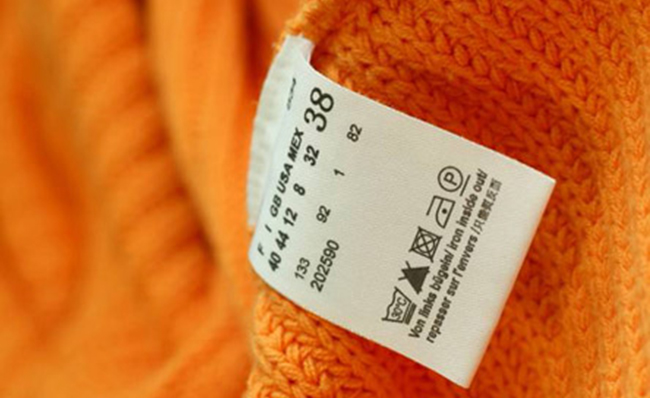 38
F I GB USA MEX
40 44 12 8 32
133 92 1 82
202590
30°C P
Von links bügeln/ iron inside out/
repasser sur l'envers /